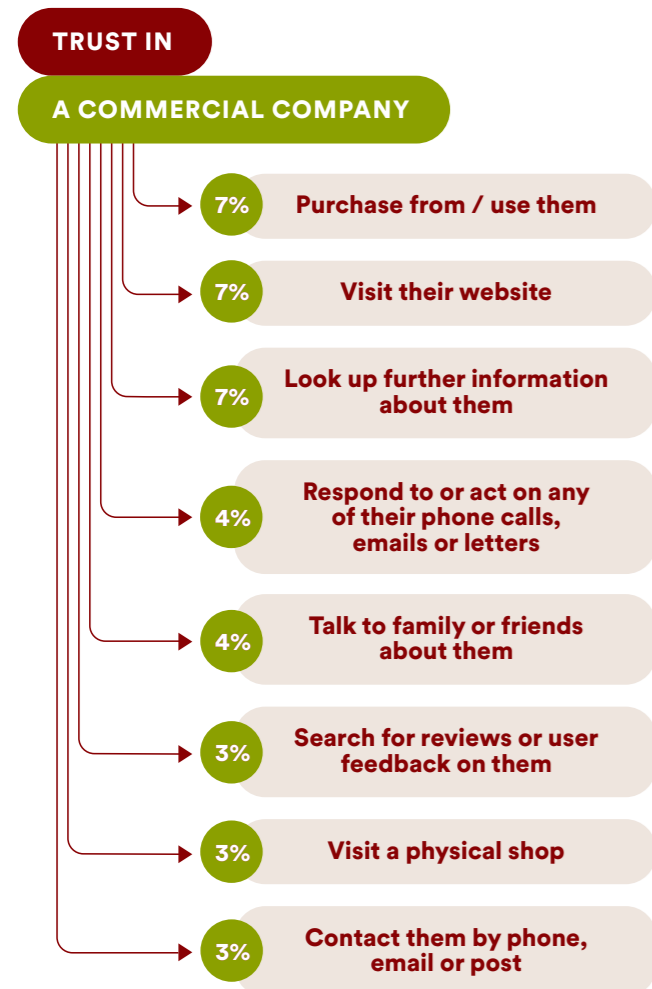 TRUST IN
A COMMERCIAL COMPANY
7%
Purchase from / use them
7%
Visit their website
7%
Look up further information
about them
4%
Respond to or act on any
of their phone calls,
emails or letters
4%
Talk to family or friends
about them
3%
Search for reviews or user
feedback on them
3%
Visit a physical shop
3%
Contact them by phone,
email or post